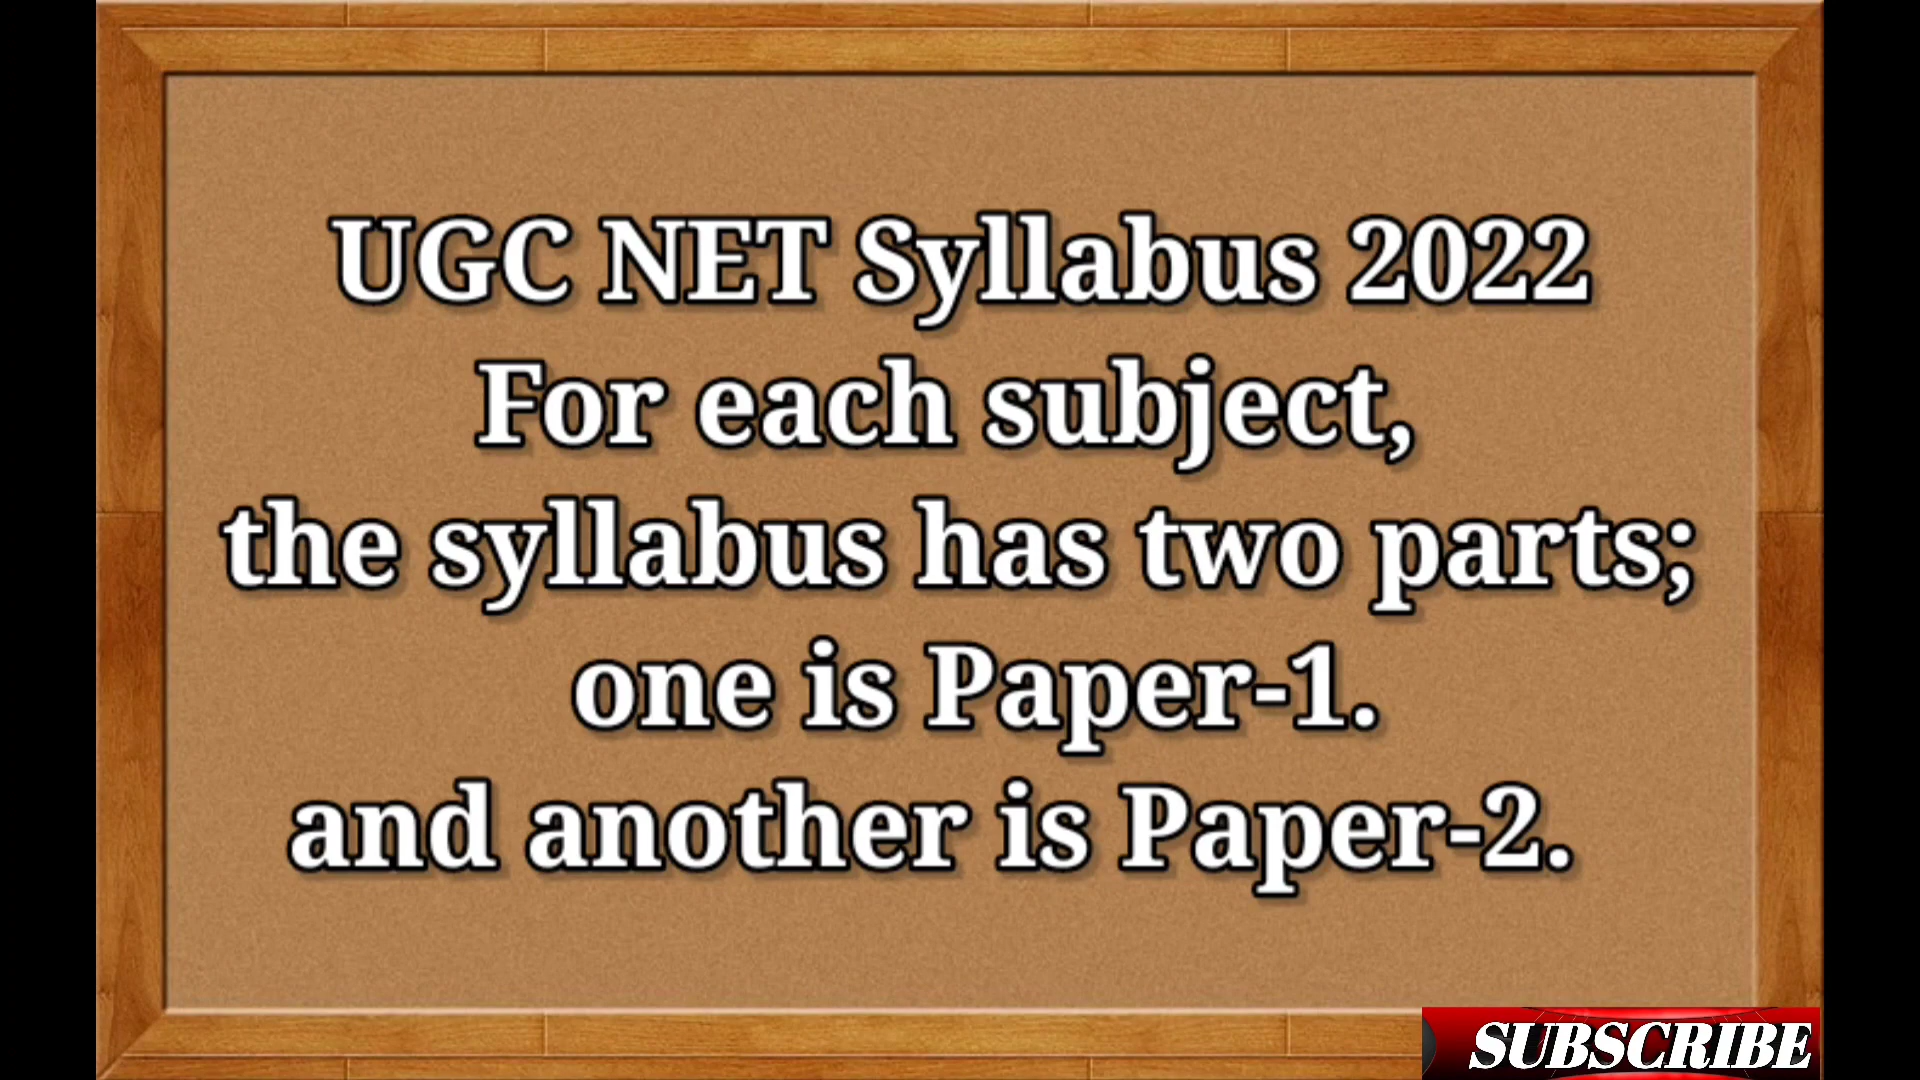 UGC NET Syllabus 2022
For each subject,
the syllabus has two parts;
one is Paper-1.
and another is Paper-2.
SUBSCRIBE